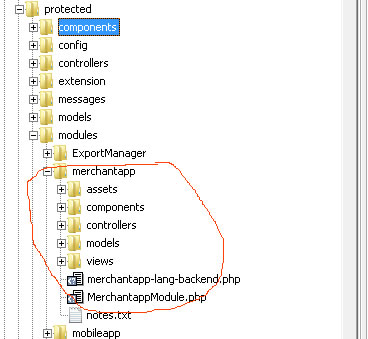 protected
components
config
controllers
extension
messages
models
modules
ExportManager
merchantapp
assets
components
controllers
models
views
merchantapp-lang-backend.php
MerchantappModule.php
notes.txt
mobileapp